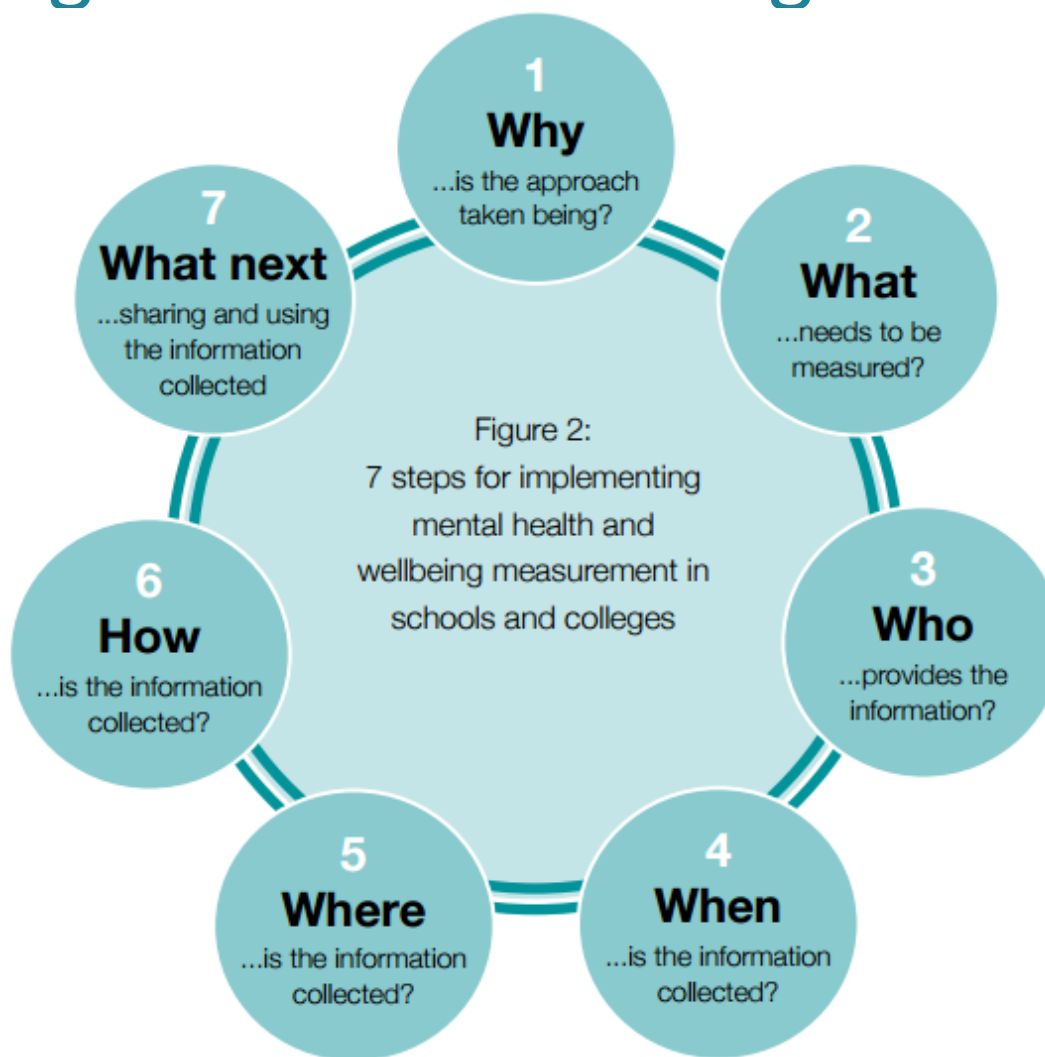 1
Why
...is the approach
taken being?
2
What
...needs to be
measured?
3
Who
...provides the
information?
4
When
...is the information
collected?
5
Where
...is the information
collected?
6
How
...is the information
collected?
7
What next
...sharing and using
the information
collected
Figure 2:
7 steps for implementing
mental health and
wellbeing measurement in
schools and colleges